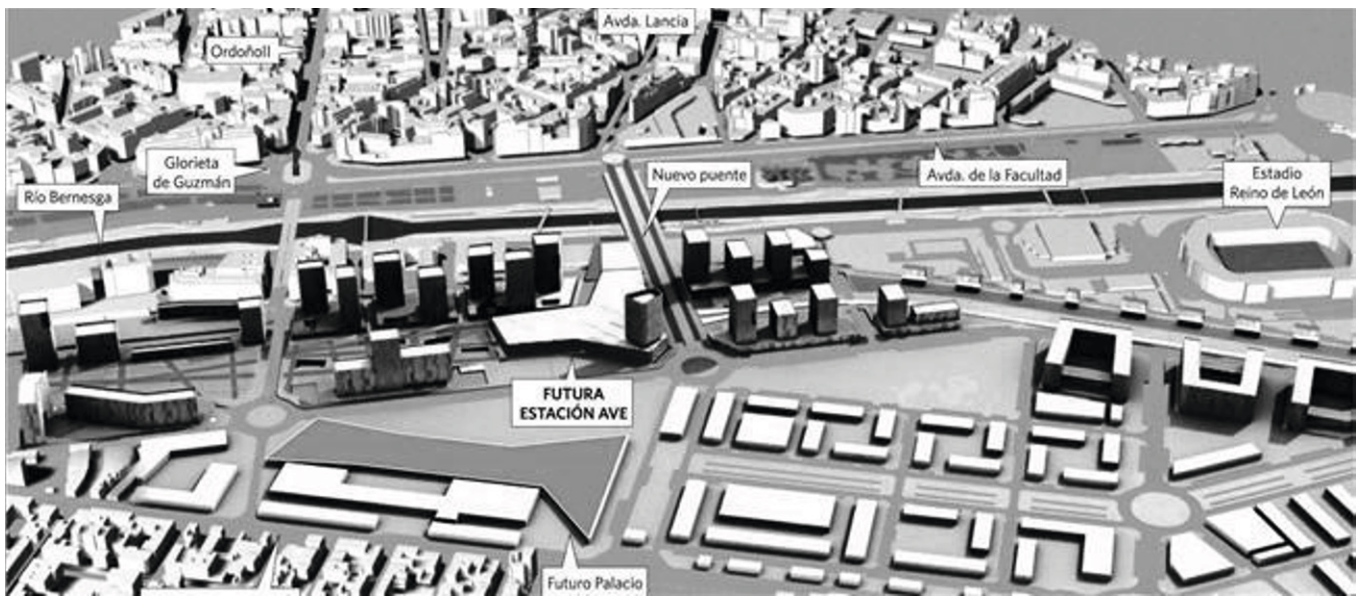 Avda. Lancia
OrdoñoII
Glorieta
de Guzmán
Nuevo puente
Avda. de la Facultad
Estadio
Reino de León
Río Bernesga
FUTURA
ESTACIÓN AVE
Futuro Palacio